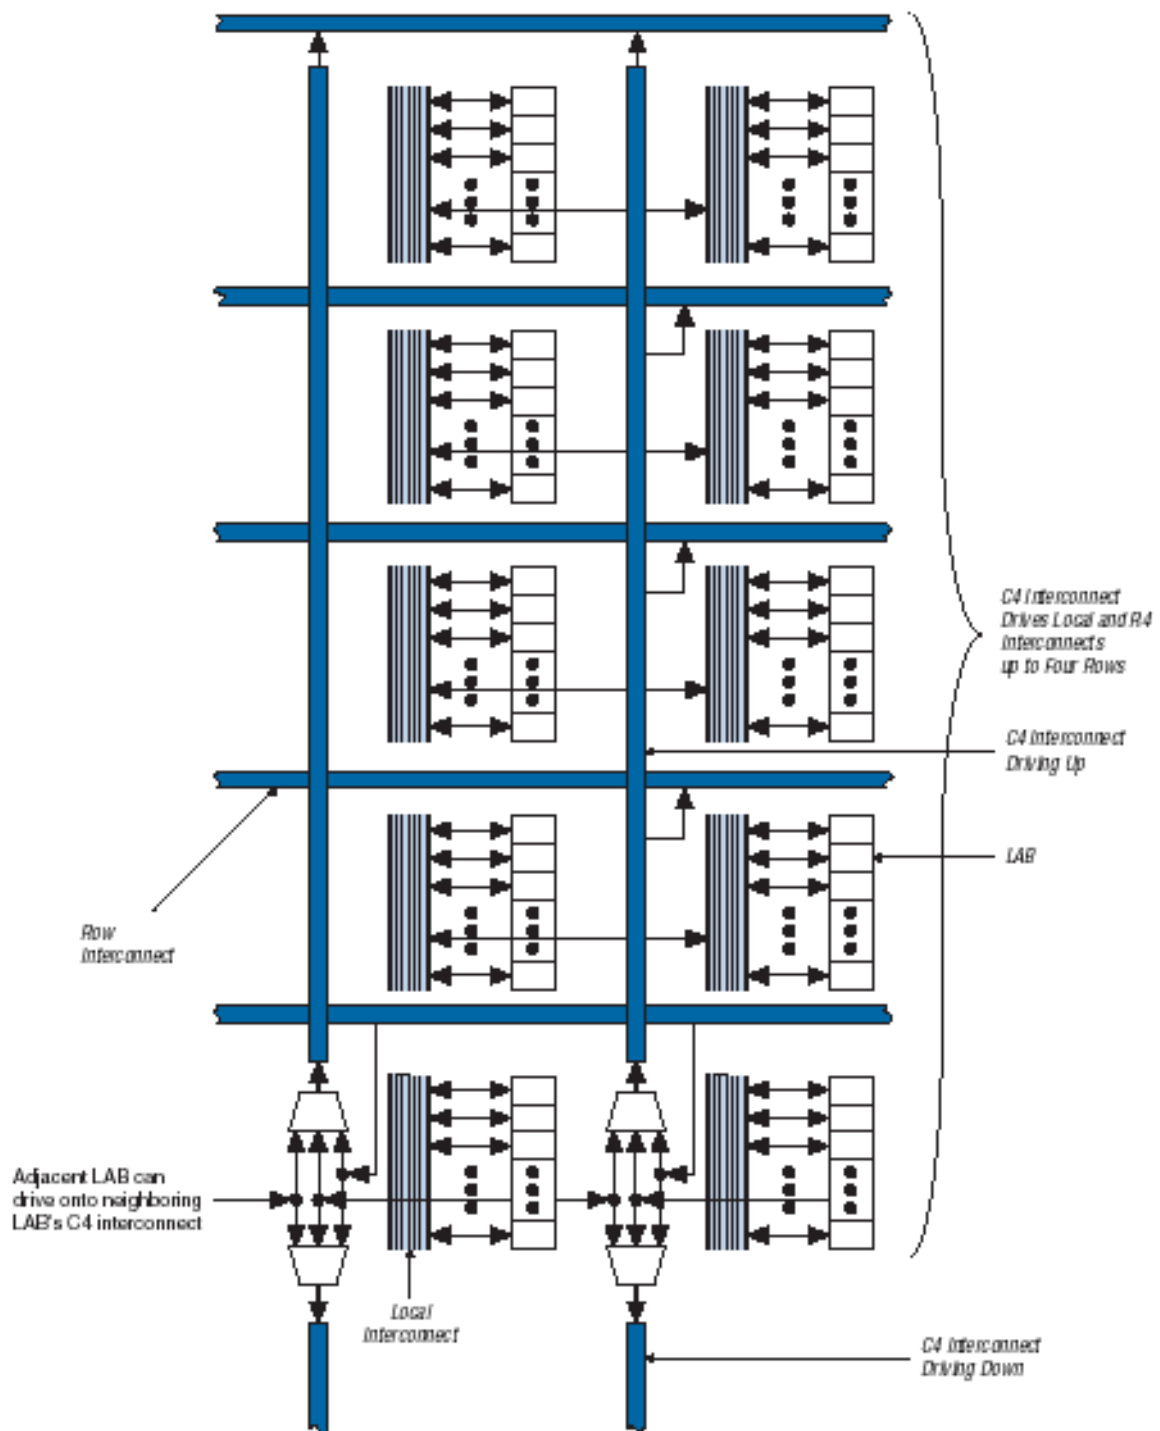 C4 Interconnect
Drives Local and R4
Interconnects
up to Four Rows
C4 Interconnect
Driving Up
LAB
Row
Interconnect
Adjacent LAB can
drive onto neighboring
LAB's C4 interconnect
Local
Interconnect
C4 Interconnect
Driving Down